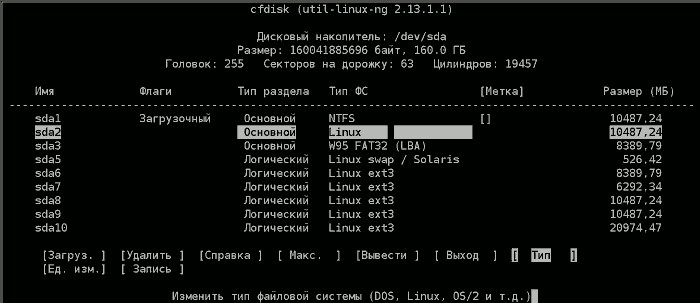 cfdisk (util-linux-ng 2.13.1.1)
Дисковый накопитель: /dev/sda
Размер: 160041885696 байт, 160.0 ГБ
Головок: 255 Секторов на дорожку: 63 Цилиндров: 19457
Имя Флаги Тип раздела Тип ФС [Метка] Размер (МБ)
sda1 Загрузочный Основной NTFS [] 10487,24
sda2 Основной Linux 10487,24
sda3 Основной W95 FAT32 (LBA) 8389,79
sda5 Логический Linux swap / Solaris 526,42
sda6 Логический Linux ext3 8389,79
sda7 Логический Linux ext3 6292,34
sda8 Логический Linux ext3 10487,24
sda9 Логический Linux ext3 10487,24
sda10 Логический Linux ext3 20974,47
[Загруз. ] [Удалить ] [Справка ] [ Макс. ] [Вывести ] [ Выход ] [ Тип ]
[Ед. изм.] [ Запись ]
Изменить тип файловой системы (DOS, Linux, OS/2 и т.д.)